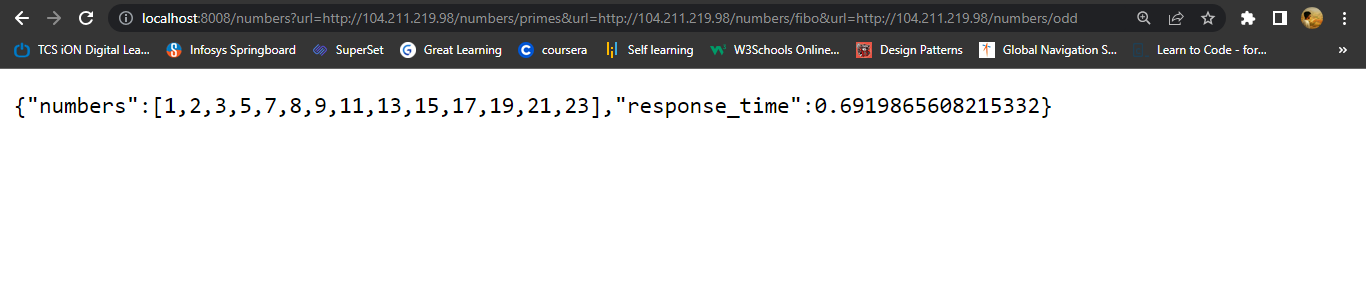 localhost:8008/numbers?url=http://104.211.219.98/numbers/primes&url=http://104.211.219.98/numbers/fibo&url=http://104.211.219.98/numbers/odd
TCS iON Digital Lea... Infosys Springboard SuperSet Great Learning coursera Self learning W3Schools Online... Design Patterns Global Navigation S... Learn to Code - for... »
{"numbers":[1,2,3,5,7,8,9,11,13,15,17,19,21,23],"response_time":0.6919865608215332}